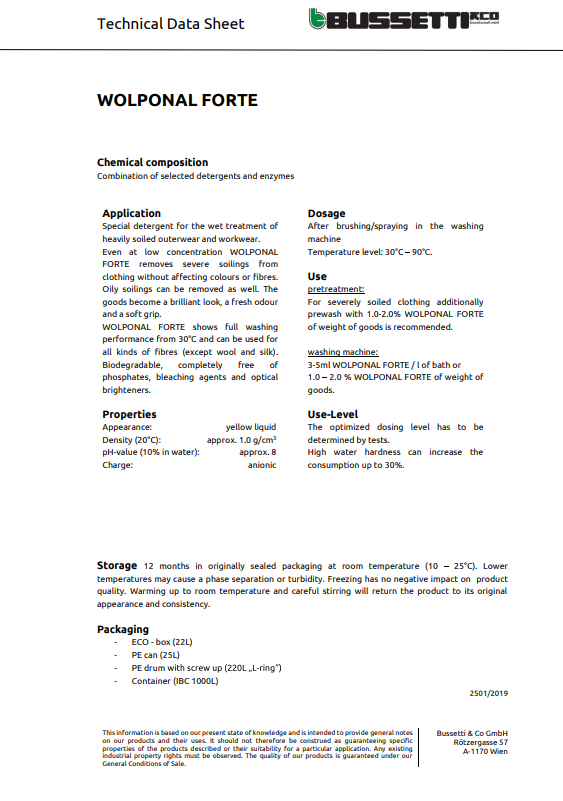 Technical Data Sheet
BUSSETTI &CO
WOLPONAL FORTE
Chemical composition
Combination of selected detergents and enzymes
Application
Special detergent for the wet treatment of
heavily soiled outerwear and workwear.
Even at low concentration WOLPONAL
FORTE removes severe soilings from
clothing without affecting colours or fibres.
Oily soilings can be removed as well. The
goods become a brilliant look, a fresh odour
and a soft grip.
WOLPONAL FORTE shows full washing
performance from 30°C and can be used for
all kinds of fibres (except wool and silk).
Biodegradable, completely free of
phosphates, bleaching agents and optical
brighteners.
Properties
Appearance: yellow liquid
Density (20°C): approx. 1.0 g/cm³
pH-value (10% in water): approx. 8
Charge: anionic
Dosage
After brushing/spraying in the washing
machine
Temperature level: 30°C – 90°C.
Use
pretreatment:
For severely soiled clothing additionally
prewash with 1.0-2.0% WOLPONAL FORTE
of weight of goods is recommended.
washing machine:
3-5ml WOLPONAL FORTE / l of bath or
1.0 – 2.0 % WOLPONAL FORTE of weight of
goods.
Use-Level
The optimized dosing level has to be
determined by tests.
High water hardness can increase the
consumption up to 30%.
Storage 12 months in originally sealed packaging at room temperature (10 – 25°C). Lower
temperatures may cause a phase separation or turbidity. Freezing has no negative impact on product
quality. Warming up to room temperature and careful stirring will return the product to its original
appearance and consistency.
Packaging
- ECO - box (22L)
- PE can (25L)
- PE drum with screw up (220L „L-ring")
- Container (IBC 1000L)
2501/2019
This information is based on our present state of knowledge and is intended to provide general notes
on our products and their uses. It should not therefore be construed as guaranteeing specific
properties of the products described or their suitability for a particular application. Any existing
industrial property rights must be observed. The quality of our products is guaranteed under our
General Conditions of Sale.
Bussetti & Co GmbH
Rötzergasse 57
A-1170 Wien